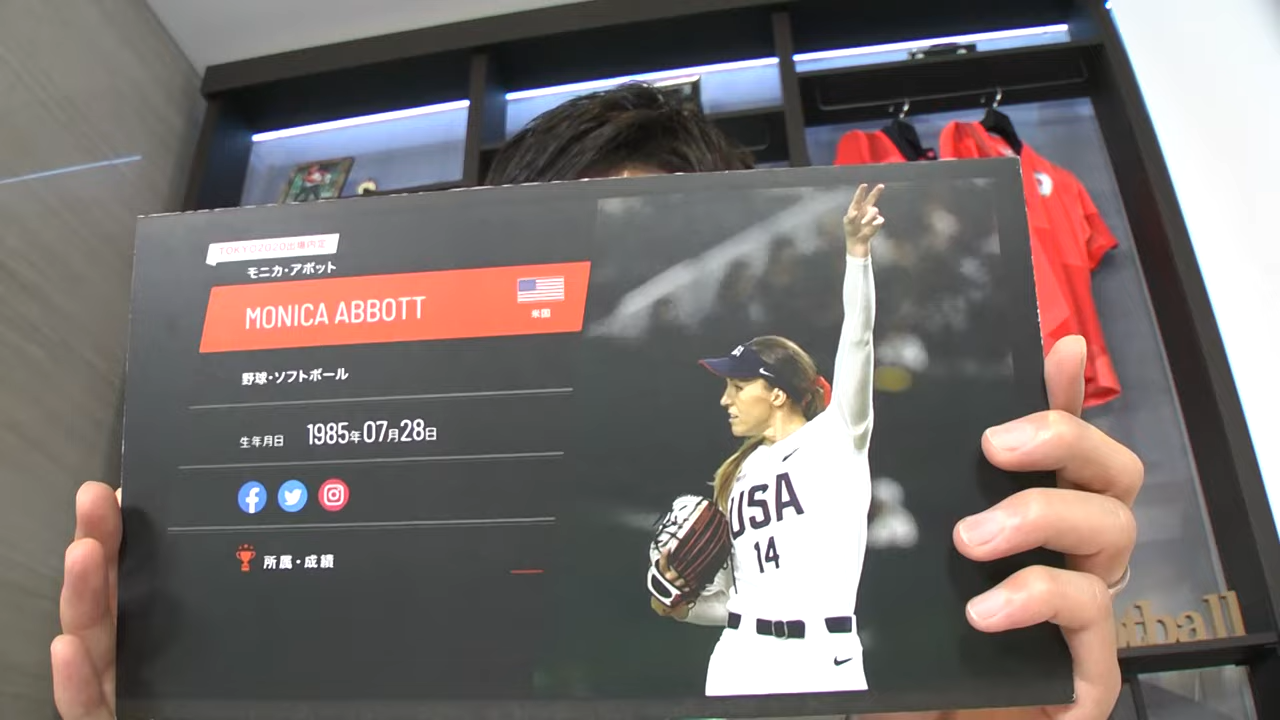 TOKYO2020出場内定
モニカ・アボット
MONICA ABBOTT
米国
野球・ソフトボール
生年月日 1985年07月28日
所属・成績
USA
14
tball